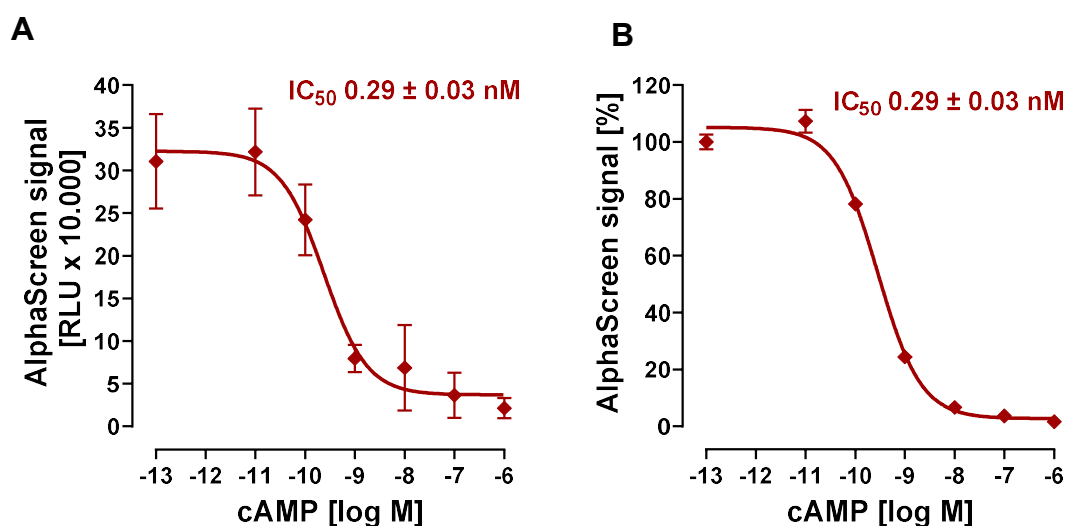 A
IC50 0.29 ± 0.03 nM
AlphaScreen signal
[RLU x 10.000]
40
35
30
25
20
15
10
5
0
-13 -12 -11 -10 -9 -8 -7 -6
cAMP [log M]
B
IC50 0.29 ± 0.03 nM
AlphaScreen signal [%]
120
100
80
60
40
20
0
-13 -12 -11 -10 -9 -8 -7 -6
cAMP [log M]